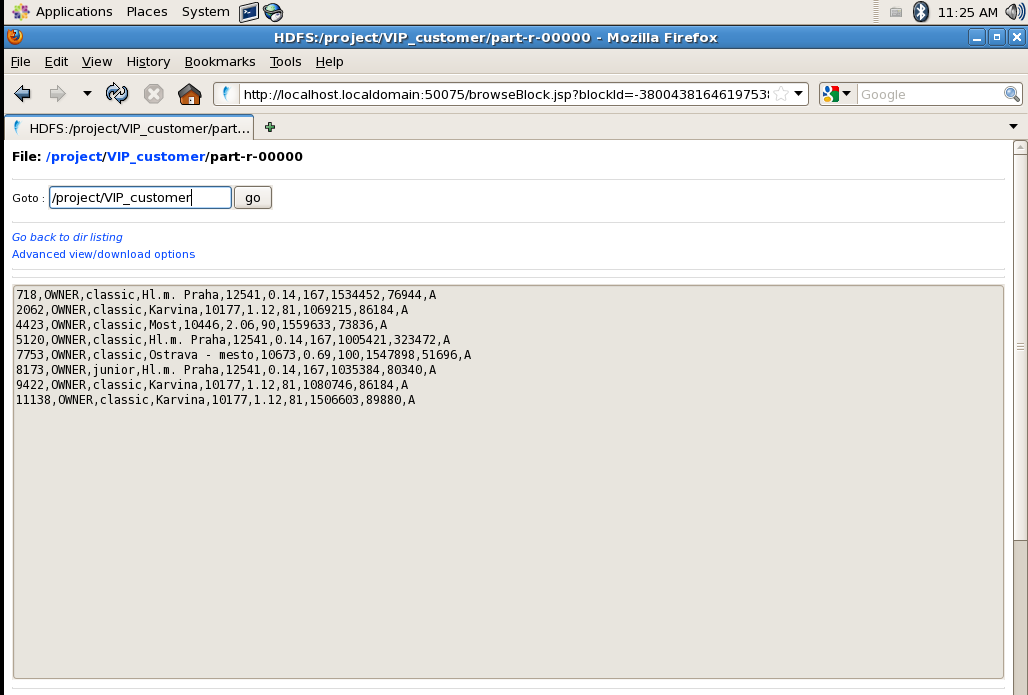 Applications Places System 11:25 AM
HDFS:/project/VIP_customer/part-r-00000 - Mozilla Firefox
File Edit View History Bookmarks Tools Help
http://localhost.localdomain:50075/browseBlock.jsp?blockId=-380043816461975 Google
HDFS:/project/VIP_customer/part...
File: /project/VIP_customer/part-r-00000
Goto : /project/VIP_customer go
Go back to dir listing
Advanced view/download options
718,OWNER,classic,Hl.m. Praha,12541,0.14,167,1534452,76944,A
2062,OWNER,classic,Karvina,10177,1.12,81,1069215,86184,A
4423,OWNER,classic,Most,10446,2.06,90,1559633,73836,A
5120,OWNER,classic,Hl.m. Praha,12541,0.14,167,1005421,323472,A
7753,OWNER,classic,Ostrava - mesto,10673,0.69,100,1547898,51696,A
8173,OWNER,junior,Hl.m. Praha,12541,0.14,167,1035384,80340,A
9422,OWNER,classic,Karvina,10177,1.12,81,1080746,86184,A
11138,OWNER,classic,Karvina,10177,1.12,81,1506603,89880,A